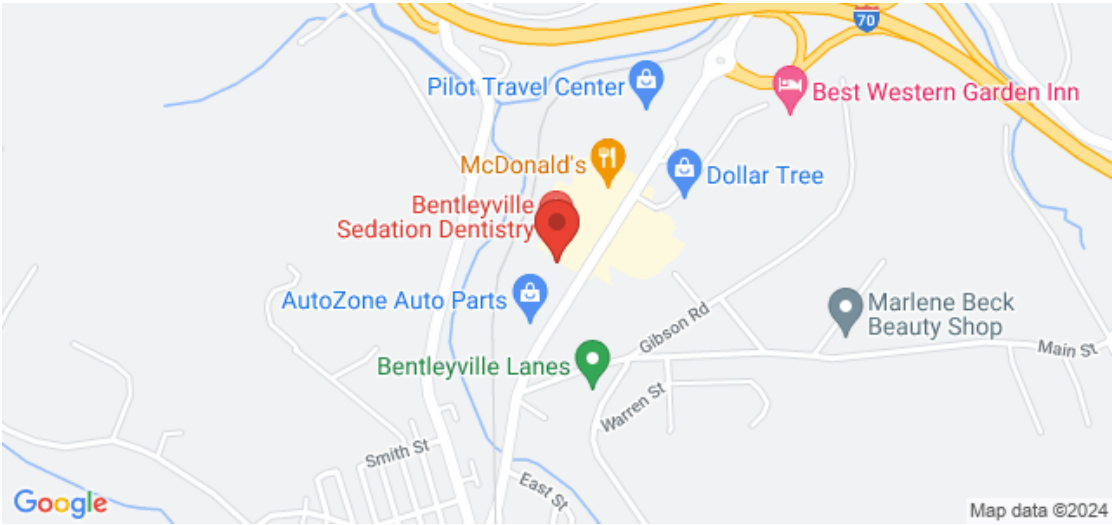 70
Pilot Travel Center
Best Western Garden Inn
McDonald's
Dollar Tree
Bentleyville
Sedation Dentistry
AutoZone Auto Parts
Marlene Beck
Beauty Shop
Gibson Rd
Main St
Bentleyville Lanes
Warren St
Smith St
East St
Google
Map data ©2024